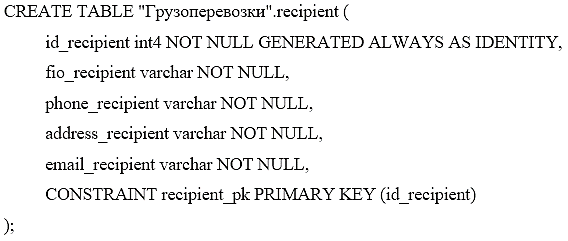 CREATE TABLE "Грузоперевозки".recipient (
id_recipient int4 NOT NULL GENERATED ALWAYS AS IDENTITY,
fio_recipient varchar NOT NULL,
phone_recipient varchar NOT NULL,
address_recipient varchar NOT NULL,
email_recipient varchar NOT NULL,
CONSTRAINT recipient_pk PRIMARY KEY (id_recipient)
);